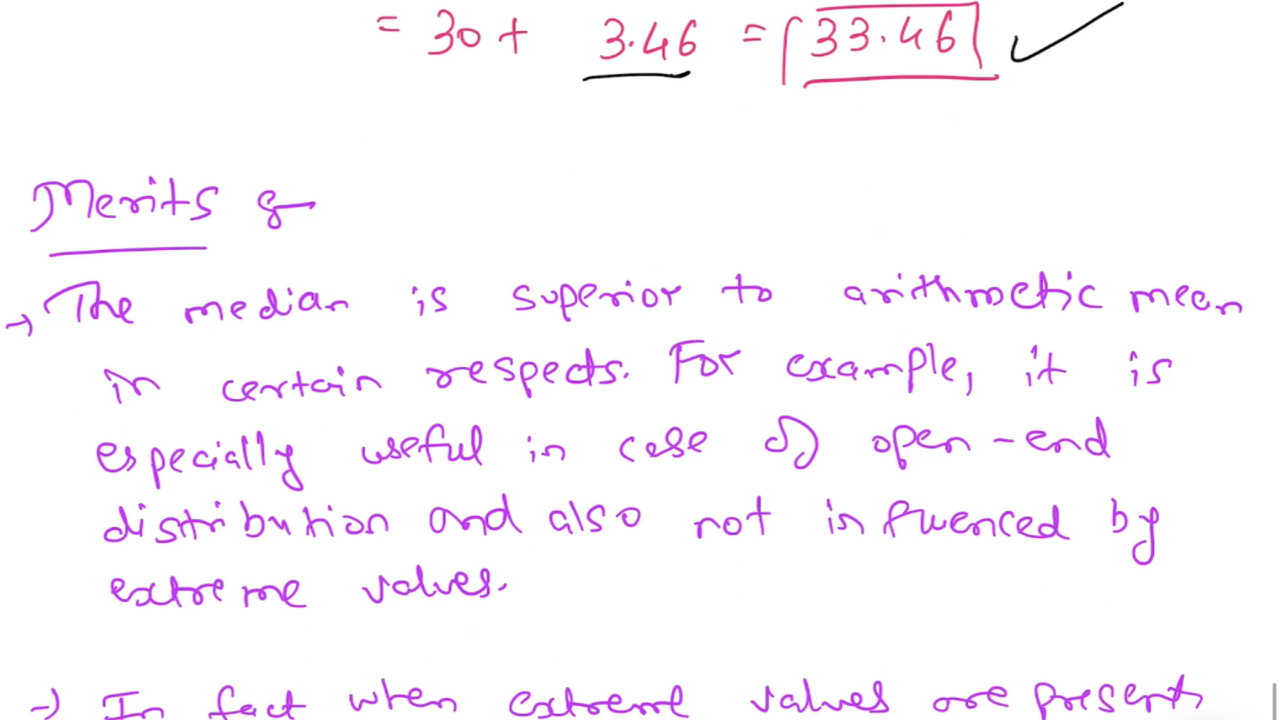 = 30 + 3.46 = 33.46
Merits :-
→ The median is superior to arithmetic mean
in certain respects. For example, it is
especially useful in case of open-end
distribution and also not influenced by
extreme values.
→ In fact when extreme values are present,